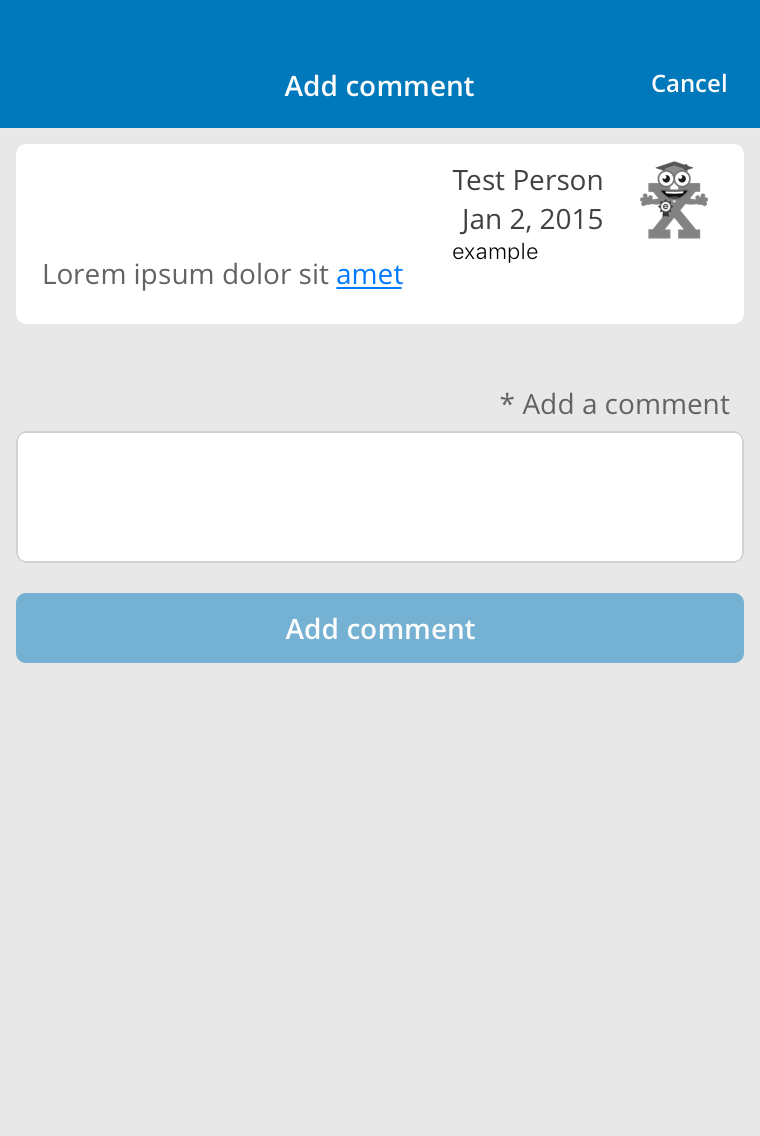 Add comment
Cancel
Test Person
Jan 2, 2015
example
Lorem ipsum dolor sit amet
* Add a comment
Add comment